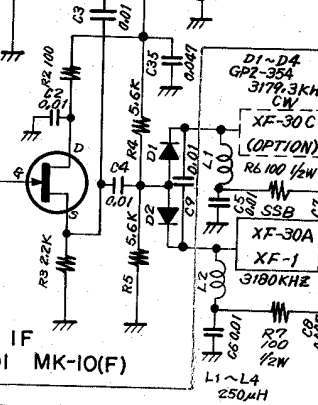 C3
0.01
R2 100
C2
0.01
D
S
R3 2.2K
C4
0.01
5.6K
R4
5.6K
R5
C35
0.047
D1
D2
0.01
C9
D1~D4
GP2-354
3179.3KHz
CW
XF-30C
(OPTION)
L1
R6 100 1/2W
C5
0.01
SSB
XF-30A
XF-1
3180KHZ
L2
C6 0.01
R7
100
1/2W
C8
L1~L4
250μH
IF
MK-10(F)